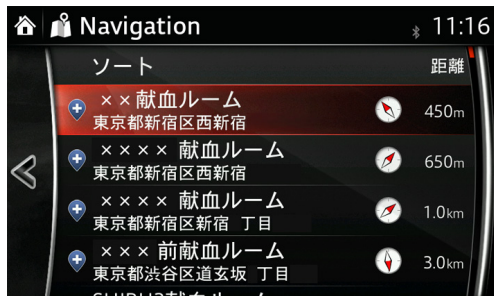 Navigation 11:16
ソート 距離
××献血ルーム
東京都新宿区西新宿
450m
×××× 献血ルーム
東京都新宿区西新宿
650m
×××× 献血ルーム
東京都新宿区新宿 丁目
1.0km
××× 前献血ルーム
東京都渋谷区道玄坂 丁目
3.0km